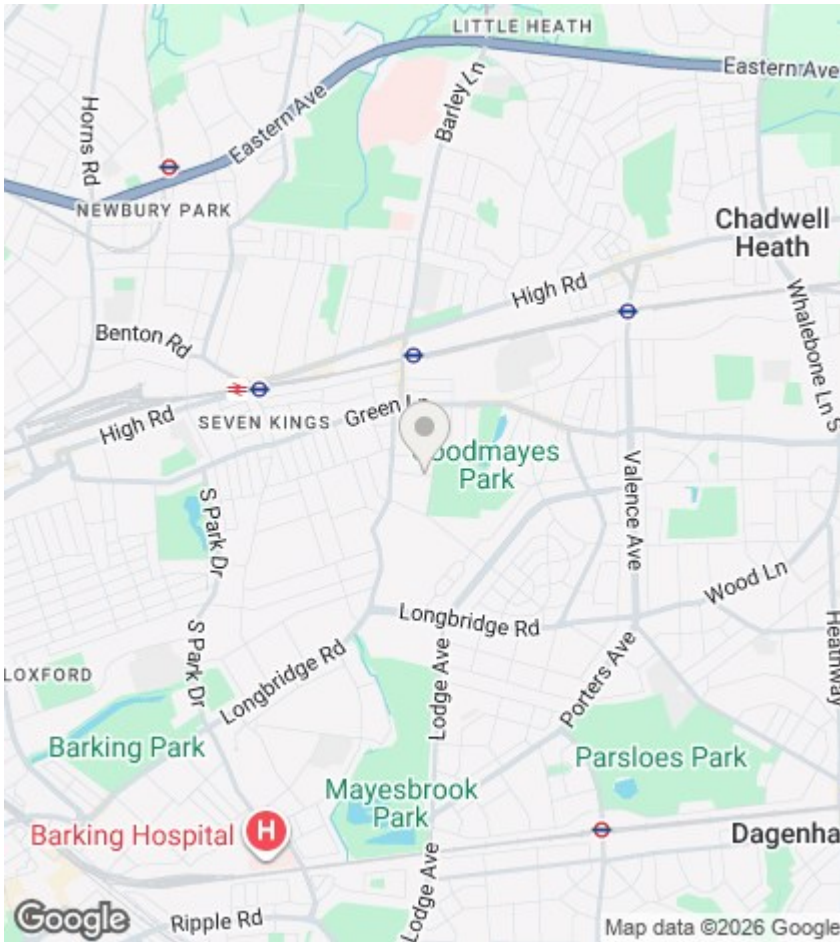 LITTLE HEATH
Eastern Ave
Barley Ln
Eastern Ave
Horns Rd
NEWBURY PARK
Chadwell
Heath
High Rd
Whalebone Ln S
Benton Rd
High Rd
SEVEN KINGS
Green Ln
Goodmayes
Park
S Park Dr
Valence Ave
Wood Ln
Longbridge Rd
Heathway
S Park Dr
LOXFORD
Longbridge Rd
Lodge Ave
Porters Ave
Barking Park
Parsloes Park
Mayesbrook
Park
Barking Hospital
H
Dagenha
Lodge Ave
Ripple Rd
Google
Map data ©2026 Google